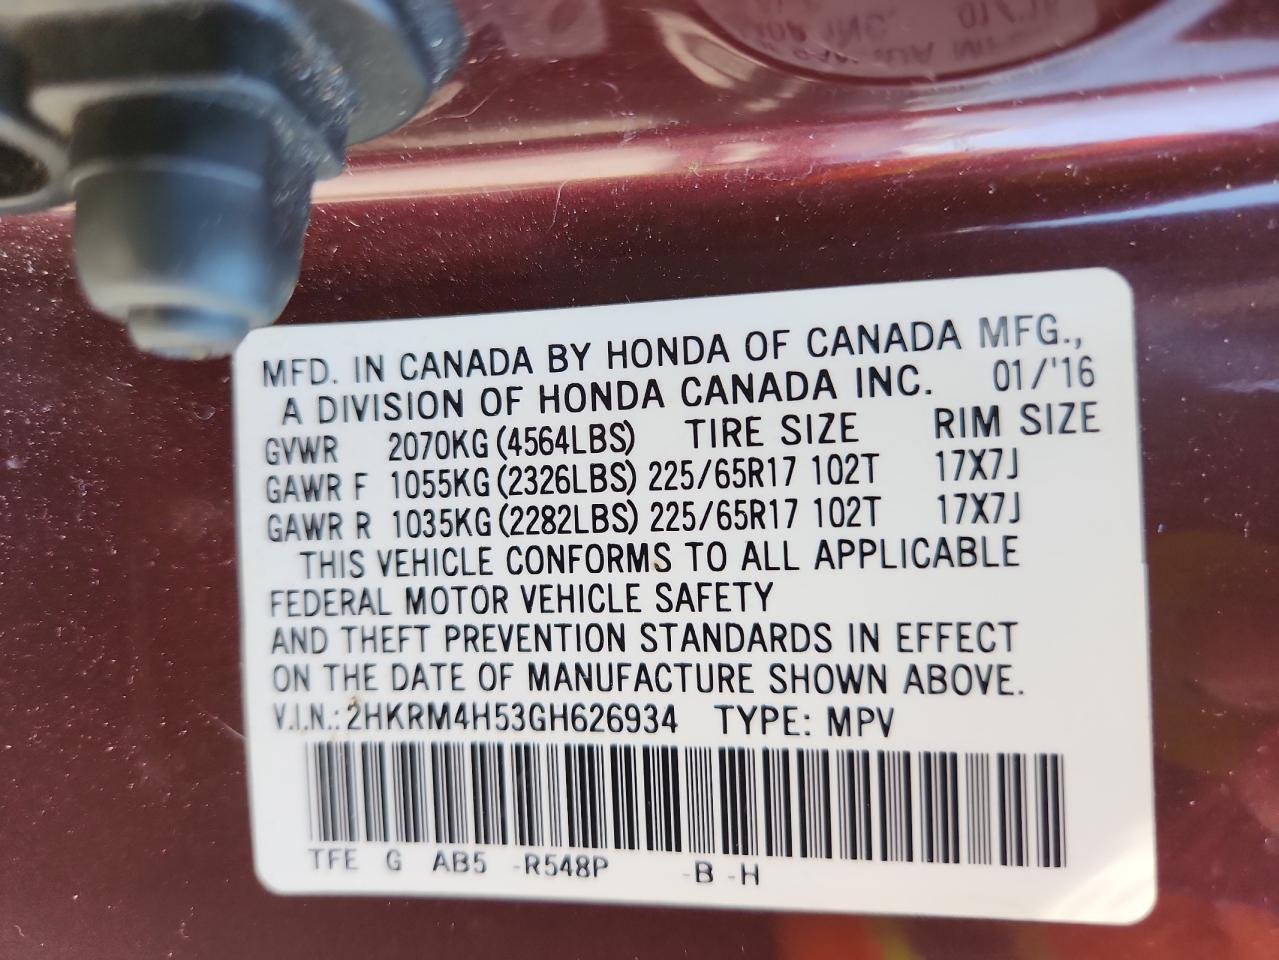 MFD. IN CANADA BY HONDA OF CANADA MFG.,
A DIVISION OF HONDA CANADA INC. 01/'16
GVWR 2070KG (4564LBS) TIRE SIZE RIM SIZE
GAWR F 1055KG (2326LBS) 225/65R17 102T 17X7J
GAWR R 1035KG (2282LBS) 225/65R17 102T 17X7J
THIS VEHICLE CONFORMS TO ALL APPLICABLE
FEDERAL MOTOR VEHICLE SAFETY
AND THEFT PREVENTION STANDARDS IN EFFECT
ON THE DATE OF MANUFACTURE SHOWN ABOVE.
V.I.N.: 2HKRM4H53GH626934 TYPE: MPV
TFE G AB5 -R548P -B -H